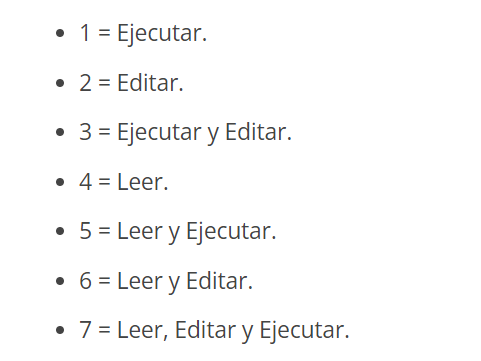 • 1 = Ejecutar.
• 2 = Editar.
• 3 = Ejecutar y Editar.
• 4 = Leer.
• 5 = Leer y Ejecutar.
• 6 = Leer y Editar.
• 7 = Leer, Editar y Ejecutar.